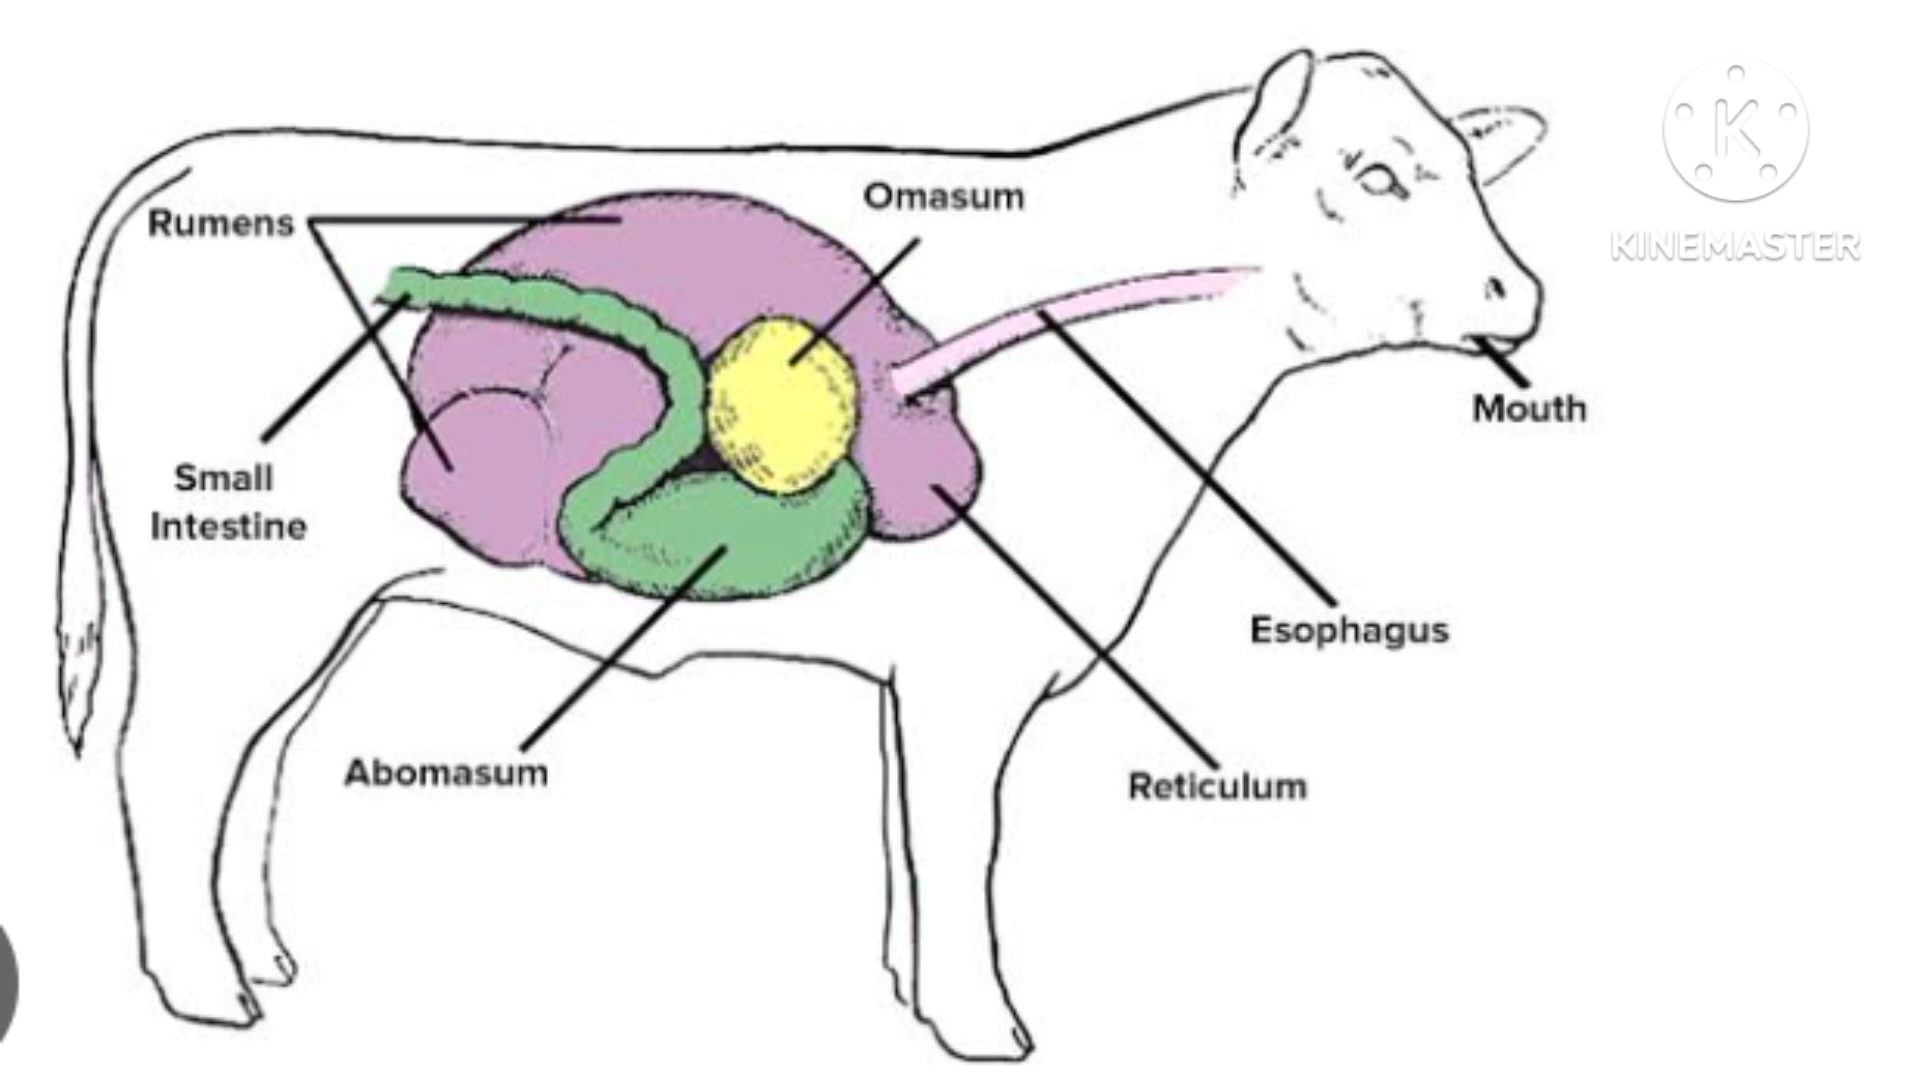 Omasum
Rumens
K
KINEMASTER
Mouth
Small
Intestine
Esophagus
Abomasum
Reticulum